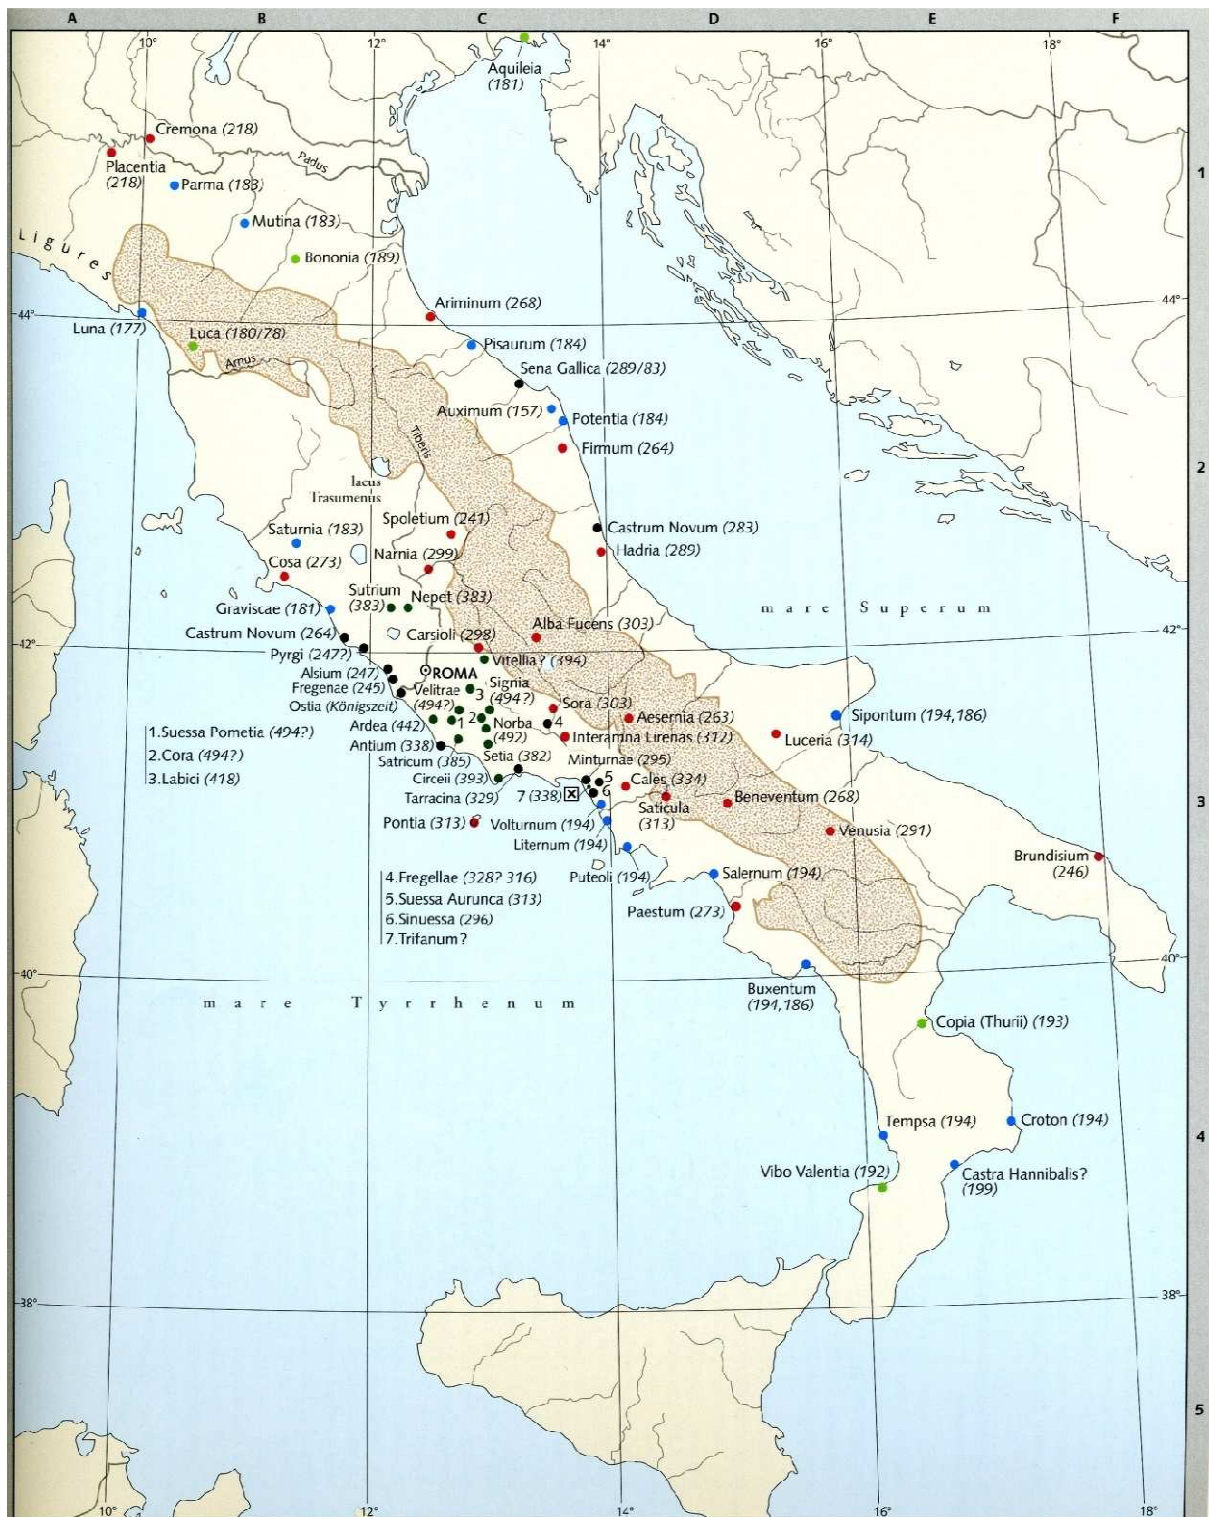 A B C D E F
10° 12° 14° 16° 18°
Aquileia
(181)
Cremona (218)
Placentia
(218)
Padus
1
Parma (183)
Mutina (183)
Ligures
Bononia (189)
44°
44°
Ariminum (268)
Luna (177)
Luca (180/78)
Pisaurum (184)
Arnus
Sena Gallica (289/83)
Auximum (157)
Potentia (184)
Tiberis
Firmum (264)
2
lacus
Trasumenus
Spoletium (241)
Saturnia (183)
Castrum Novum (283)
Narnia (299)
Hadria (289)
Cosa (273)
Sutrium
(383)
Nepet (383)
Graviscae (181)
mare Superum
Castrum Novum (264)
Carsioli (298)
Alba Fucens (303)
42°
42°
Pyrgi (247?)
Vitellia? (394)
Alsium (247)
ROMA
Fregenae (245)
Velitrae
(494?)
3
Signia
(494?)
Ostia (Königszeit)
Sora (303)
Ardea (442)
1
2
Norba
(492)
4
Aesernia (263)
Sipontum (194,186)
1.Suessa Pometia (494?)
2.Cora (494?)
3.Labici (418)
Antium (338)
Interamna Lirenas (312)
Luceria (314)
Satricum (385)
Setia (382)
Minturnae (295)
Circeii (393)
5
Cales (334)
Tarracina (329)
7 (338)
6
Saticula
(313)
Beneventum (268)
3
Pontia (313)
Volturnum (194)
Venusia (291)
Liternum (194)
Brundisium
(246)
Puteoli (194)
Salernum (194)
4.Fregellae (328? 316)
5.Suessa Aurunca (313)
6.Sinuessa (296)
7.Trifanum?
Paestum (273)
40°
40°
Buxentum
(194,186)
mare Tyrrhenum
Copia (Thurii) (193)
Tempsa (194)
Croton (194)
4
Vibo Valentia (192)
Castra Hannibalis?
(199)
38°
38°
5
10° 12° 14° 16° 18°